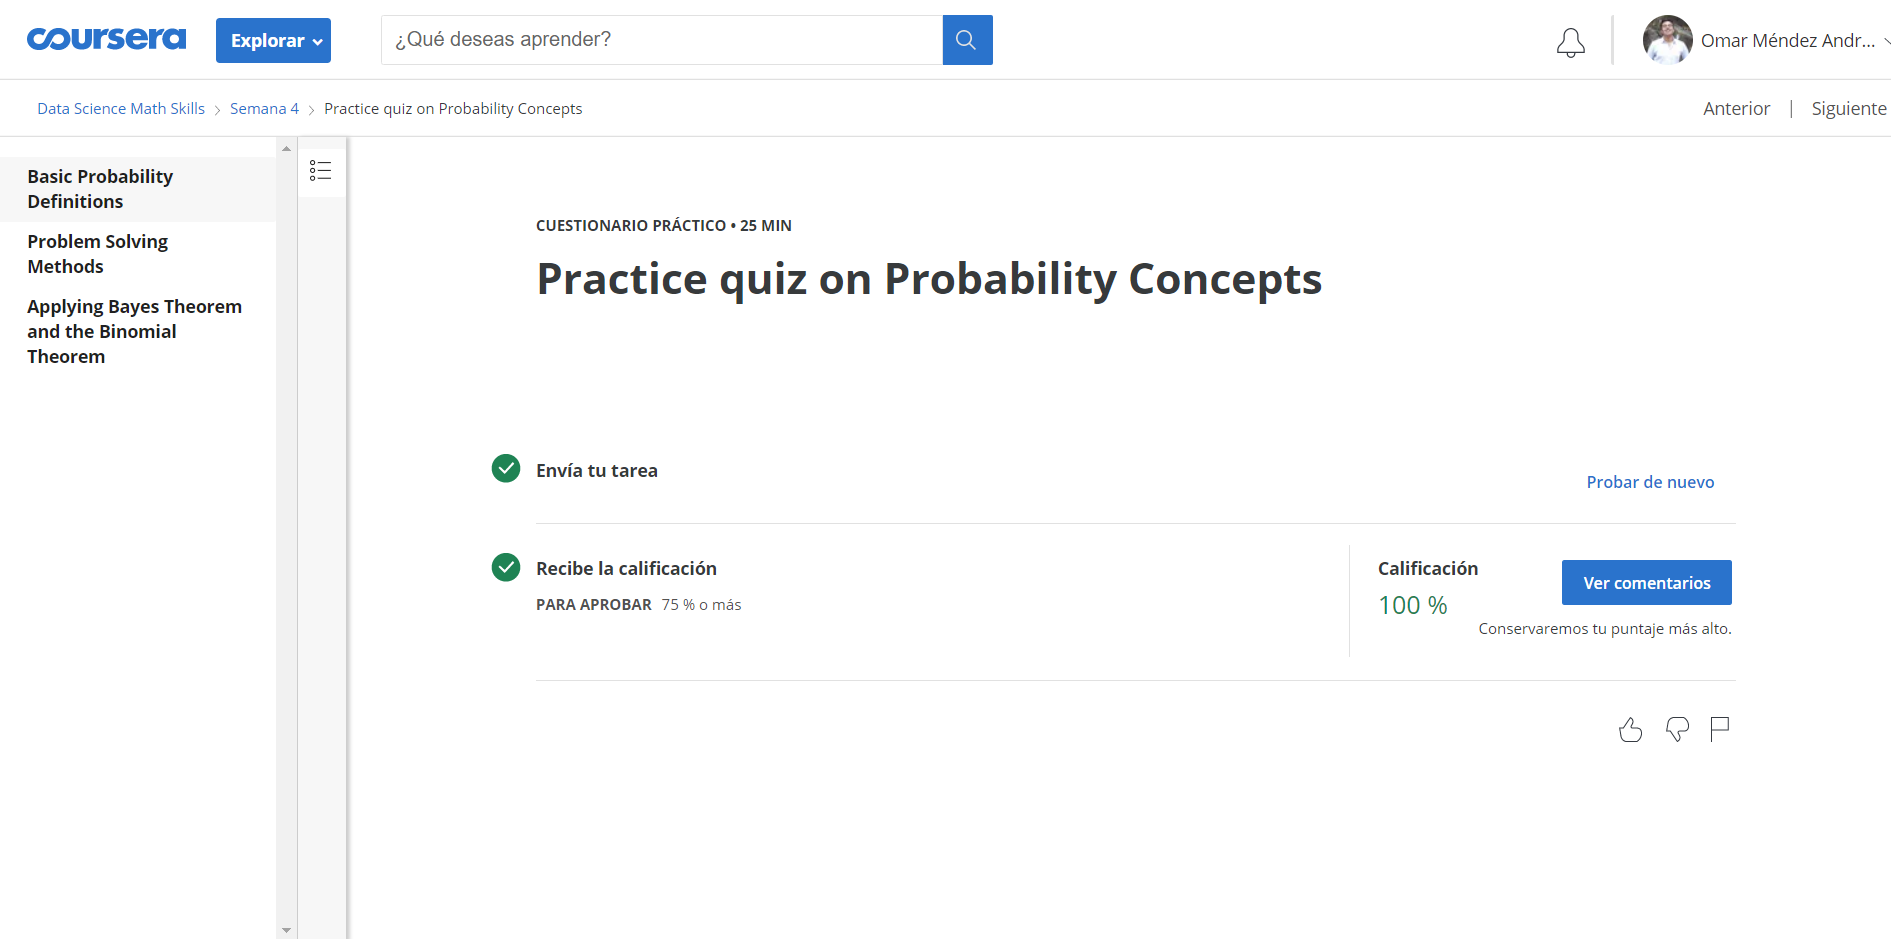 coursera
Explorar
¿Qué deseas aprender?
Omar Méndez Andr...
Data Science Math Skills
Semana 4
Practice quiz on Probability Concepts
Anterior | Siguiente
Basic Probability
Definitions
Problem Solving
Methods
Applying Bayes Theorem
and the Binomial
Theorem
CUESTIONARIO PRÁCTICO • 25 MIN
Practice quiz on Probability Concepts
Envía tu tarea
Probar de nuevo
Recibe la calificación
PARA APROBAR 75 % o más
Calificación
100 %
Ver comentarios
Conservaremos tu puntaje más alto.